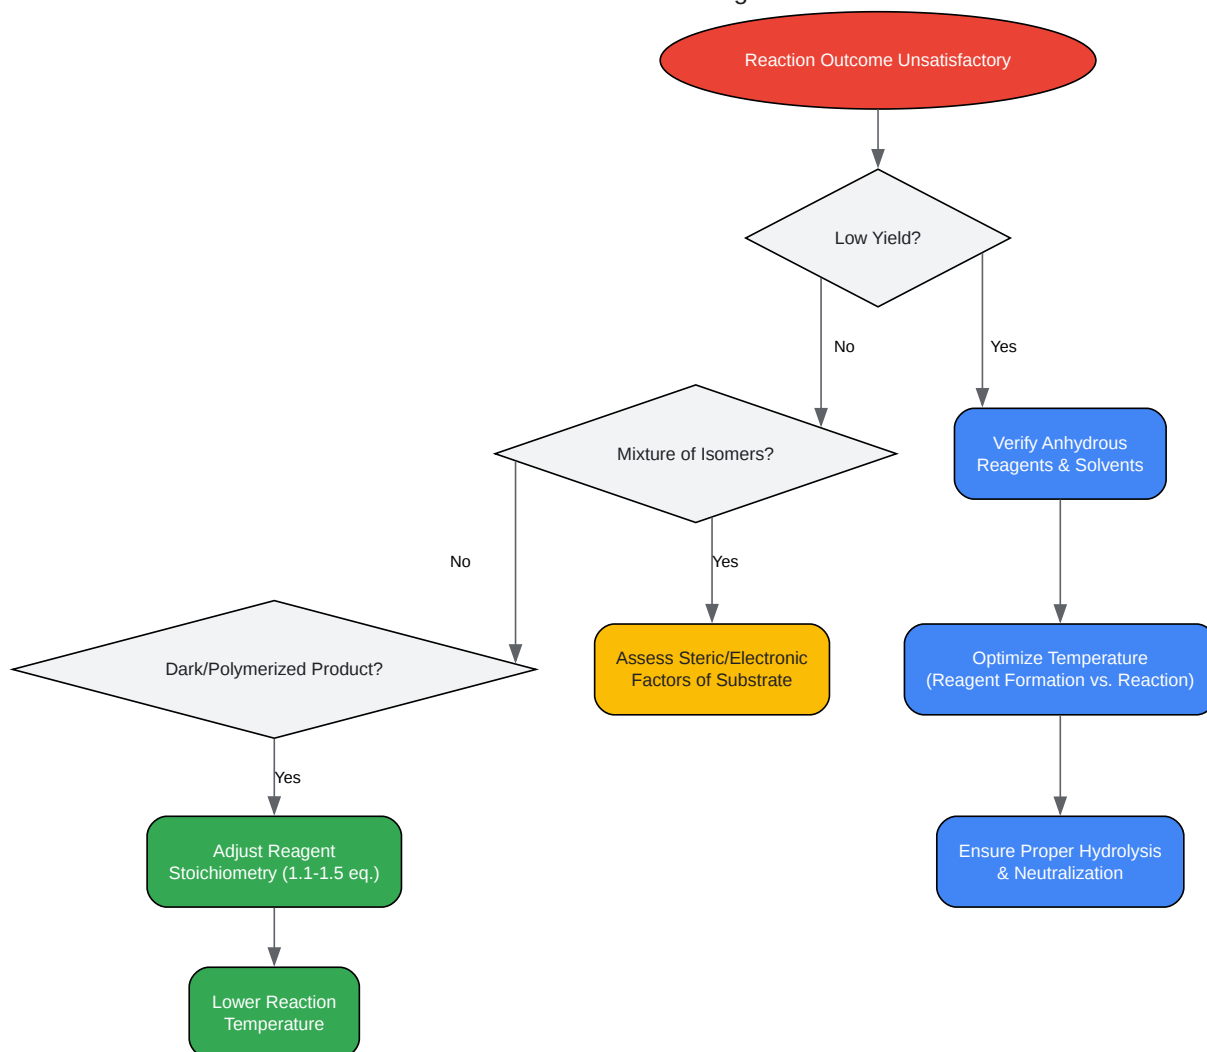 Reaction Outcome Unsatisfactory
Low Yield?
No
Yes
Mixture of Isomers?
Verify Anhydrous
Reagents & Solvents
No
Yes
Dark/Polymerized Product?
Assess Steric/Electronic
Factors of Substrate
Optimize Temperature
(Reagent Formation vs. Reaction)
Yes
Adjust Reagent
Stoichiometry (1.1-1.5 eq.)
Ensure Proper Hydrolysis
& Neutralization
Lower Reaction
Temperature